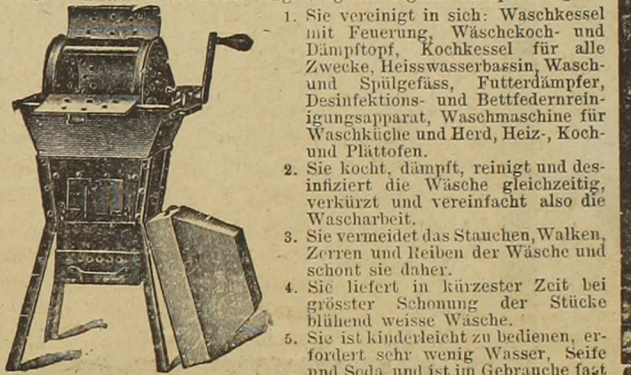 1. Sie vereinigt in sich: Waschkessel
mit Feuerung, Wäschekoch- und
Dämpftopf, Kochkessel für alle
Zwecke, Heisswasserbassin, Wasch-
und Spülgefäss, Futterdämpfer,
Desinfektions- und Bettfedernrein-
igungsapparat, Waschmaschine für
Waschküche und Herd, Heiz-, Koch-
und Plättofen.
2. Sie kocht, dämpft, reinigt und des-
infiziert die Wäsche gleichzeitig,
verkürzt und vereinfacht also die
Wascharbeit.
3. Sie vermeidet das Stauchen, Walken,
Zerren und Reiben der Wäsche und
schont sie daher.
4. Sie liefert in kürzester Zeit bei
grösster Schonung der Stücke
blühend weisse Wäsche.
5. Sie ist kinderleicht zu bedienen, er-
fordert sehr wenig Wasser, Seife
und Soda und ist im Gebrauche fast